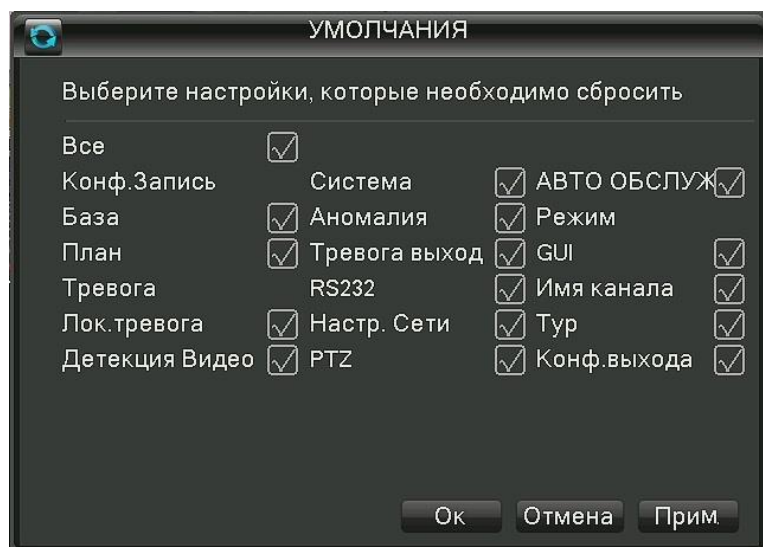 УМОЛЧАНИЯ
Выберите настройки, которые необходимо сбросить
Все
Конф.Запись Система АВТО ОБСЛУЖ
База Аномалия Режим
План Тревога выход GUI
Тревога RS232 Имя канала
Лок.тревога Настр. Сети Тур
Детекция Видео PTZ Конф.выхода
Ок Отмена Прим.